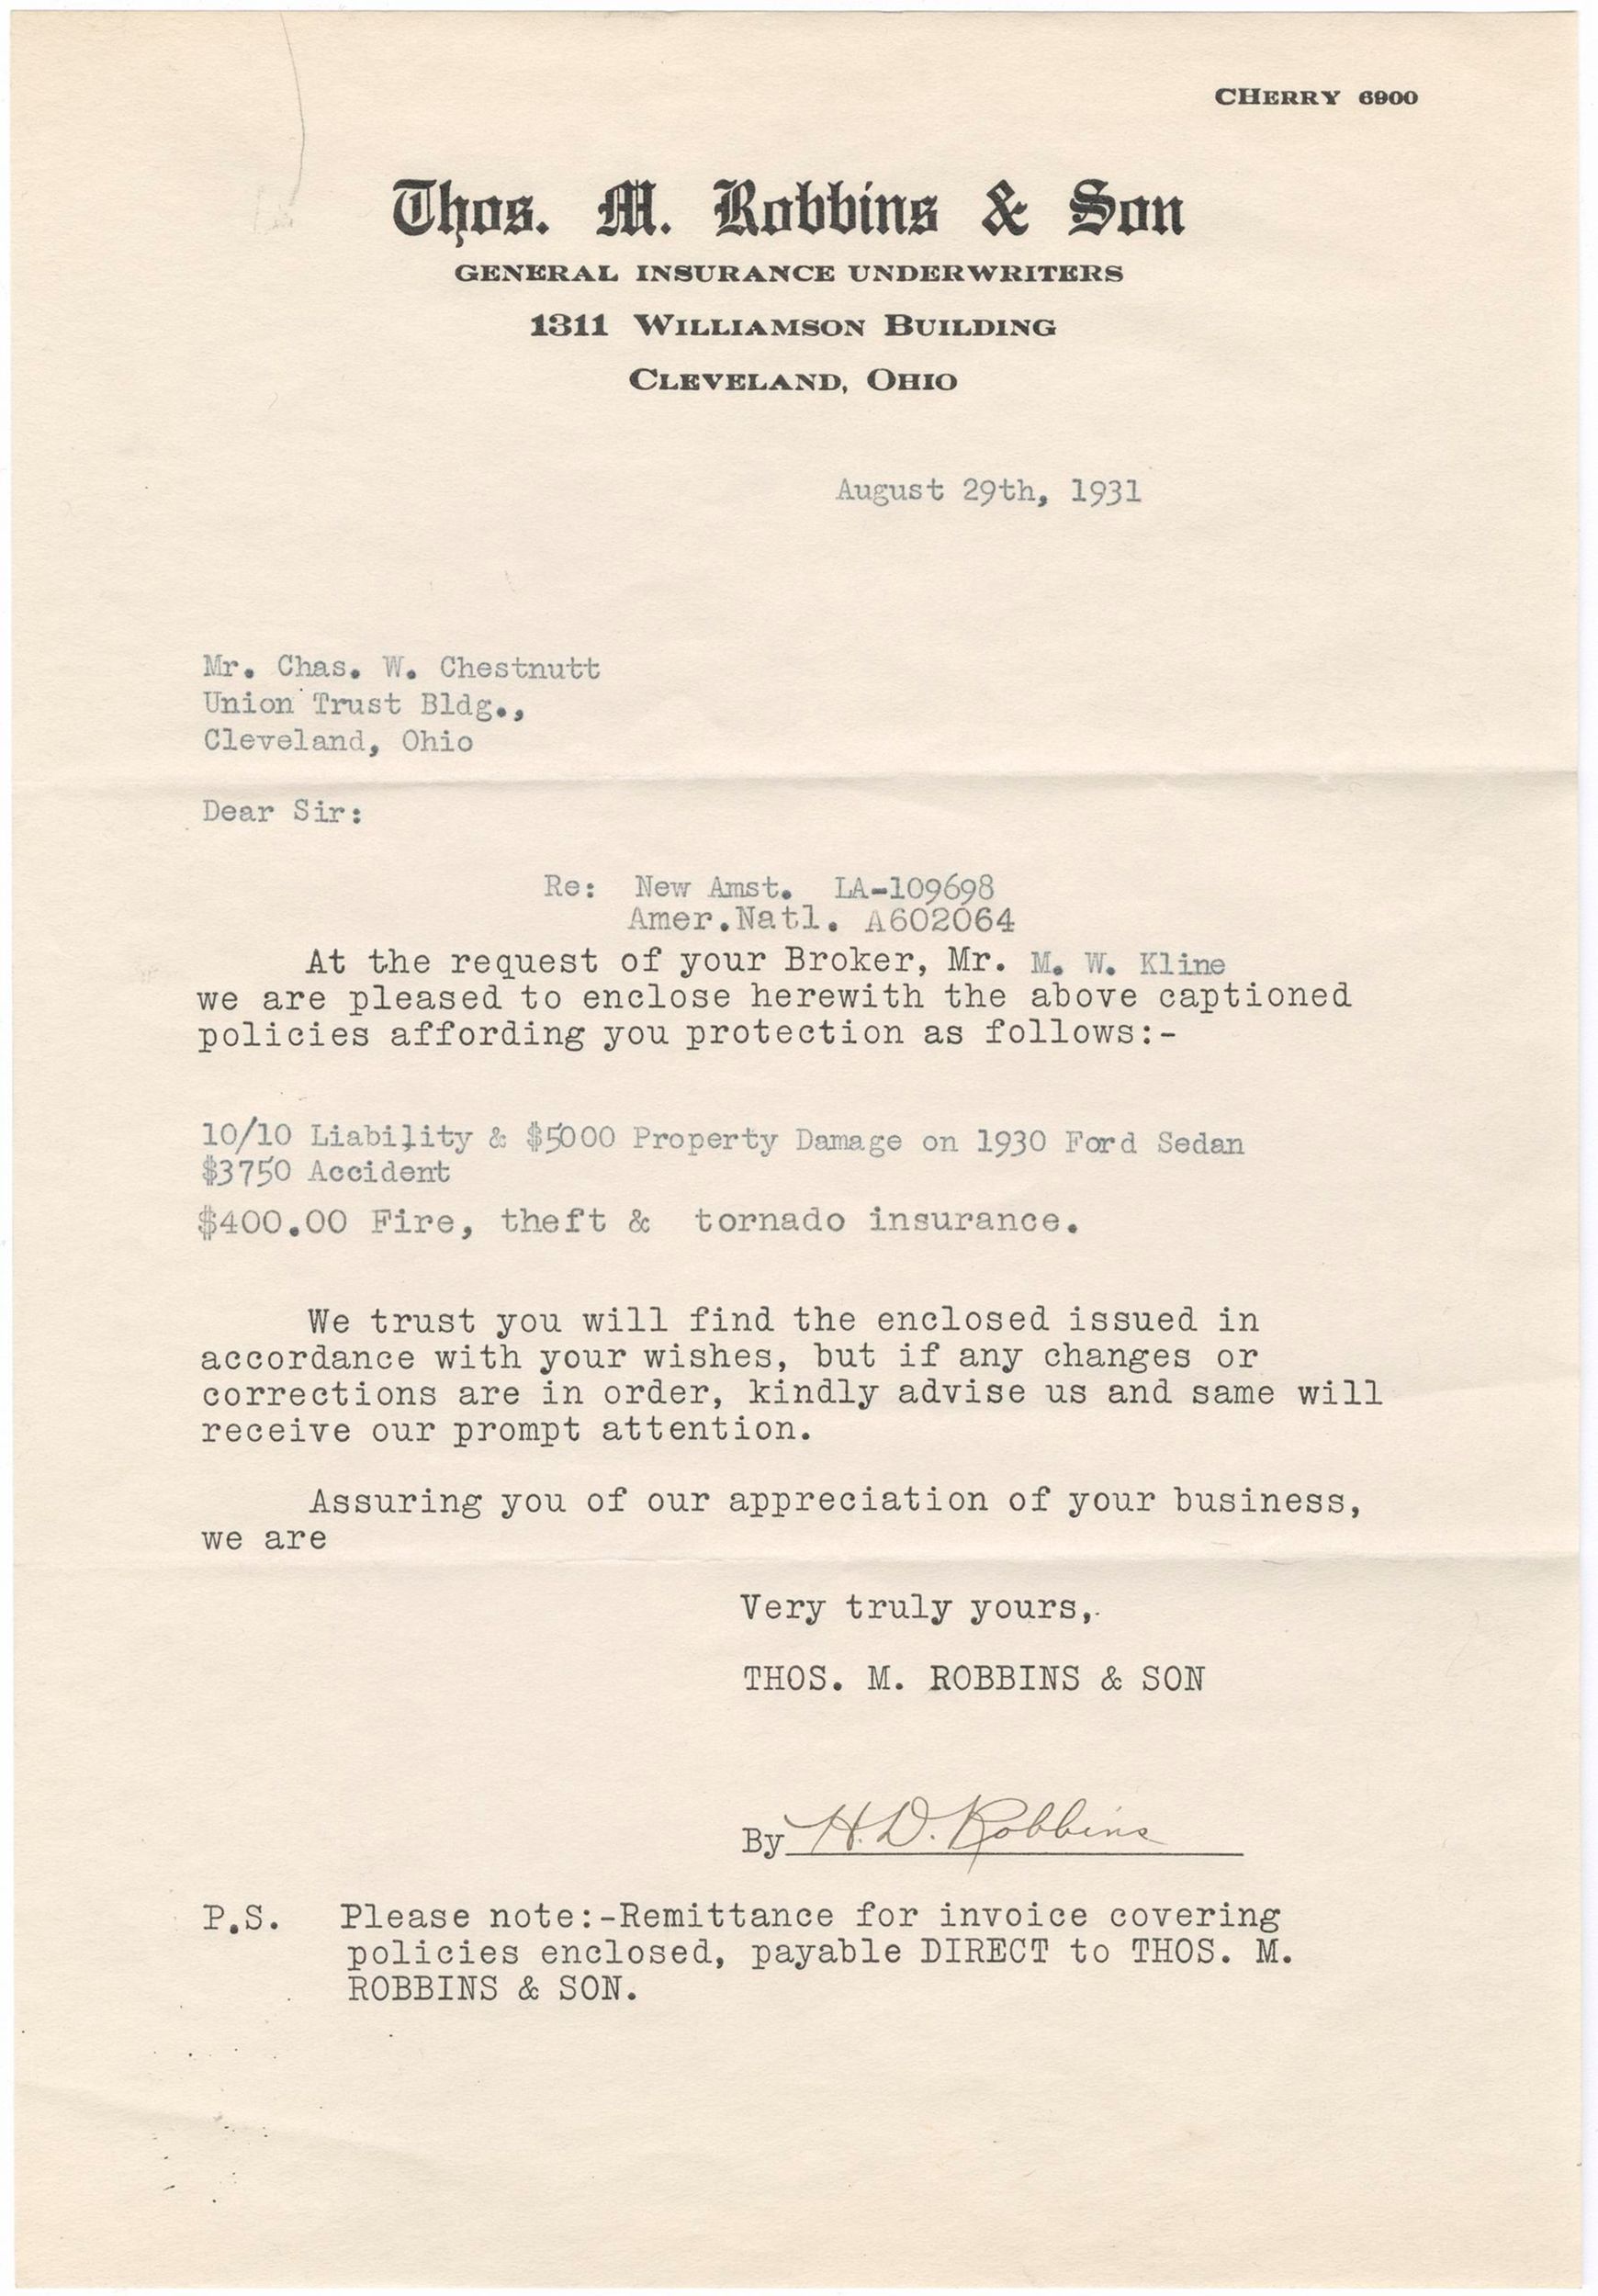 CHERRY 6900
Thos. M. Robbins & Son
GENERAL INSURANCE UNDERWRITERS
1311 WILLIAMSON BUILDING
CLEVELAND, OHIO
August 29th, 1931
Mr. Chas. W. Chestnutt
Union Trust Bldg.,
Cleveland, Ohio
Dear Sir:
Re: New Amst. LA-109698
Amer.Natl. A602064
At the request of your Broker, Mr. M. W. Kline
we are pleased to enclose herewith the above captioned
policies affording you protection as follows:-
10/10 Liability & $5000 Property Damage on 1930 Ford Sedan
$3750 Accident
$400.00 Fire, theft & tornado insurance.
We trust you will find the enclosed issued in
accordance with your wishes, but if any changes or
corrections are in order, kindly advise us and same will
receive our prompt attention.
Assuring you of our appreciation of your business,
we are
Very truly yours,
THOS. M. ROBBINS & SON
By H. D. Robbins
P.S. Please note:-Remittance for invoice covering
policies enclosed, payable DIRECT to THOS. M.
ROBBINS & SON.